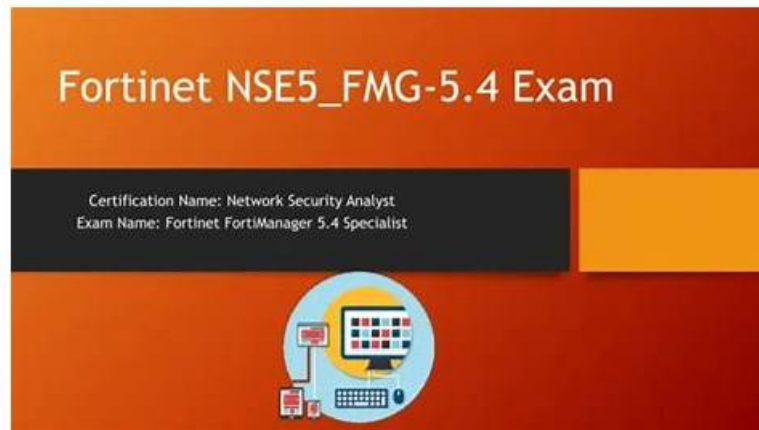 Fortinet NSE5_FMG-5.4 Exam
Certification Name: Network Security Analyst
Exam Name: Fortinet FortiManager 5.4 Specialist